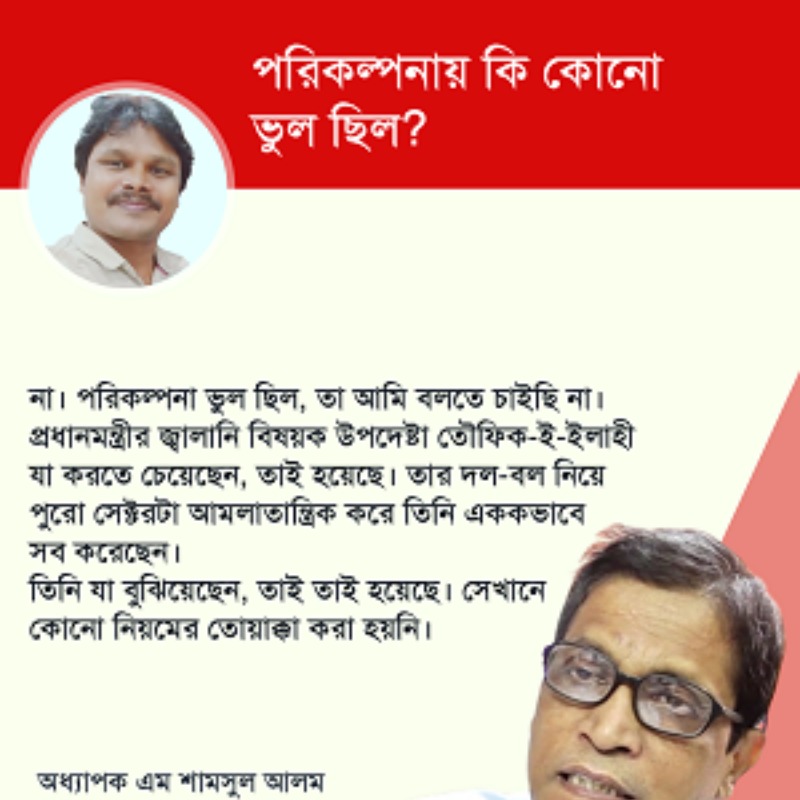 পরিকল্পনায় কি কোনো
ভুল ছিল?
না। পরিকল্পনা ভুল ছিল, তা আমি বলতে চাইছি না।
প্রধানমন্ত্রীর জ্বালানি বিষয়ক উপদেষ্টা তৌফিক-ই-ইলাহী
যা করতে চেয়েছেন, তাই হয়েছে। তার দল-বল নিয়ে
পুরো সেক্টরটা আমলাতান্ত্রিক করে তিনি এককভাবে
সব করেছেন।
তিনি যা বুঝিয়েছেন, তাই তাই হয়েছে। সেখানে
কোনো নিয়মের তোয়াক্কা করা হয়নি।
অধ্যাপক এম শামসুল আলম